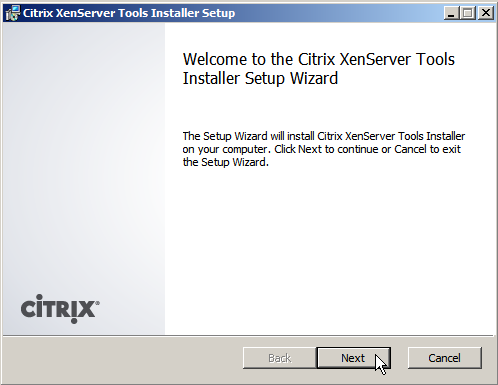 Citrix XenServer Tools Installer Setup
Welcome to the Citrix XenServer Tools
Installer Setup Wizard
The Setup Wizard will install Citrix XenServer Tools Installer
on your computer. Click Next to continue or Cancel to exit
the Setup Wizard.
CITRIX®
Back
Next
Cancel